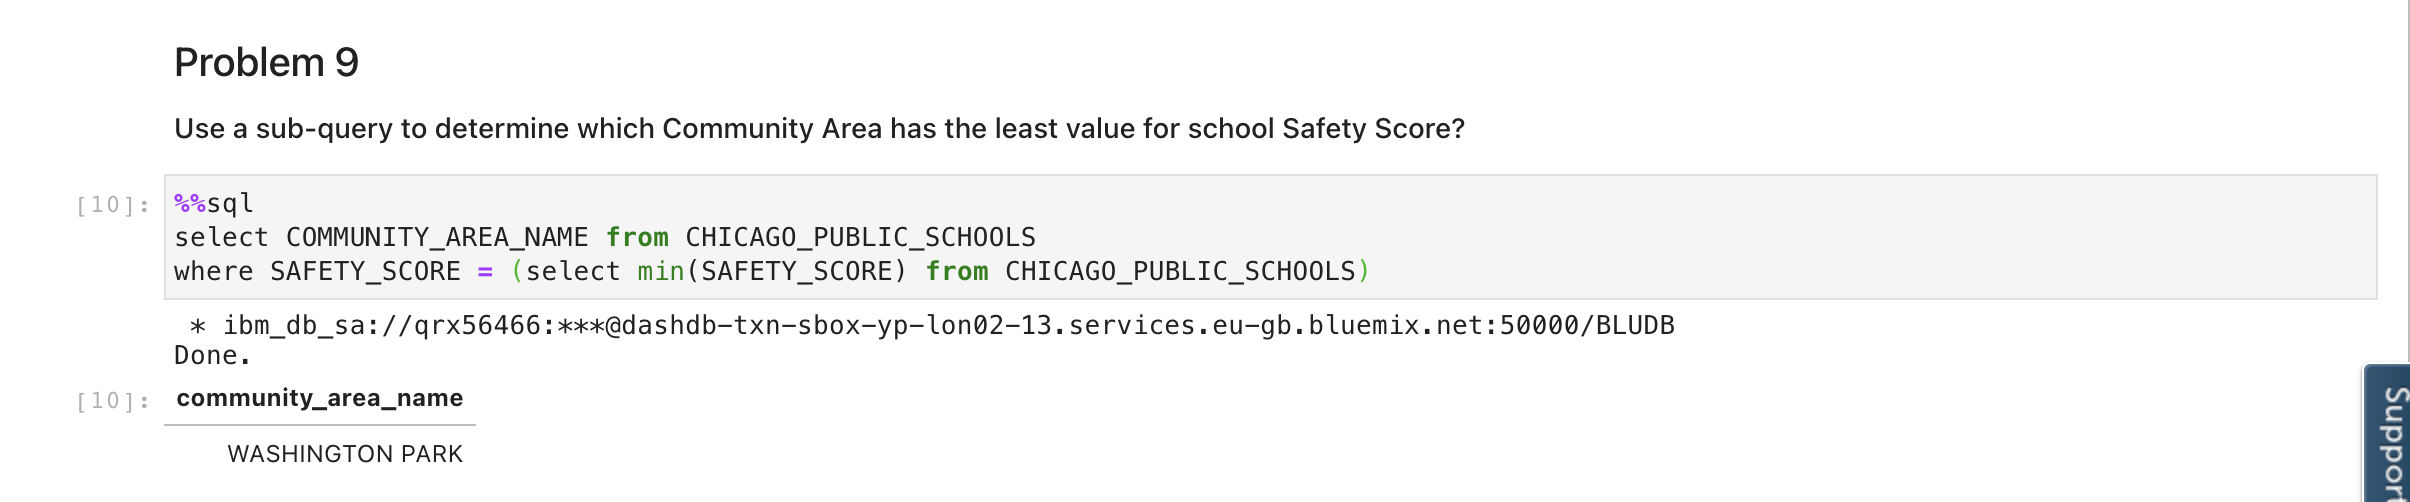 Problem 9
Use a sub-query to determine which Community Area has the least value for school Safety Score?
[10]: %%sql
select COMMUNITY_AREA_NAME from CHICAGO_PUBLIC_SCHOOLS
where SAFETY_SCORE = (select min(SAFETY_SCORE) from CHICAGO_PUBLIC_SCHOOLS)
* ibm_db_sa://qrx56466:***@dashdb-txn-sbox-yp-lon02-13.services.eu-gb.bluemix.net:50000/BLUDB
Done.
[10]: community_area_name
WASHINGTON PARK
Support